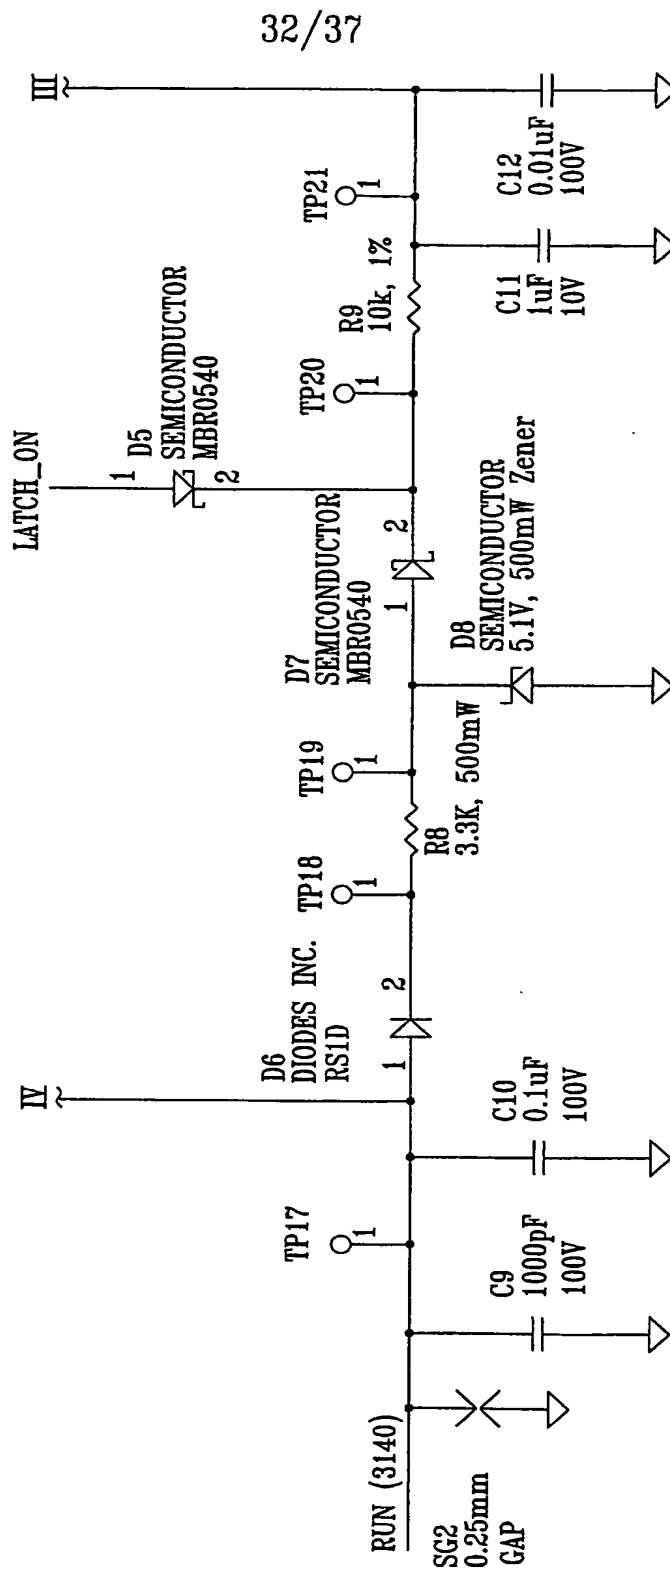 32/37
III
TP21
1
C12
0.01uF
100V
R9
10k, 1%
C11
1uF
10V
TP20
1
LATCH_ON
1
D5
SEMICONDUCTOR
MBR0540
2
D7
SEMICONDUCTOR
MBR0540
2
1
D8
SEMICONDUCTOR
5.1V, 500mW Zener
TP19
1
R8
3.3K, 500mW
TP18
1
D6
DIODES INC.
RS1D
2
1
IV
C10
0.1uF
100V
TP17
1
C9
1000pF
100V
RUN (3140)
SG2
0.25mm
GAP